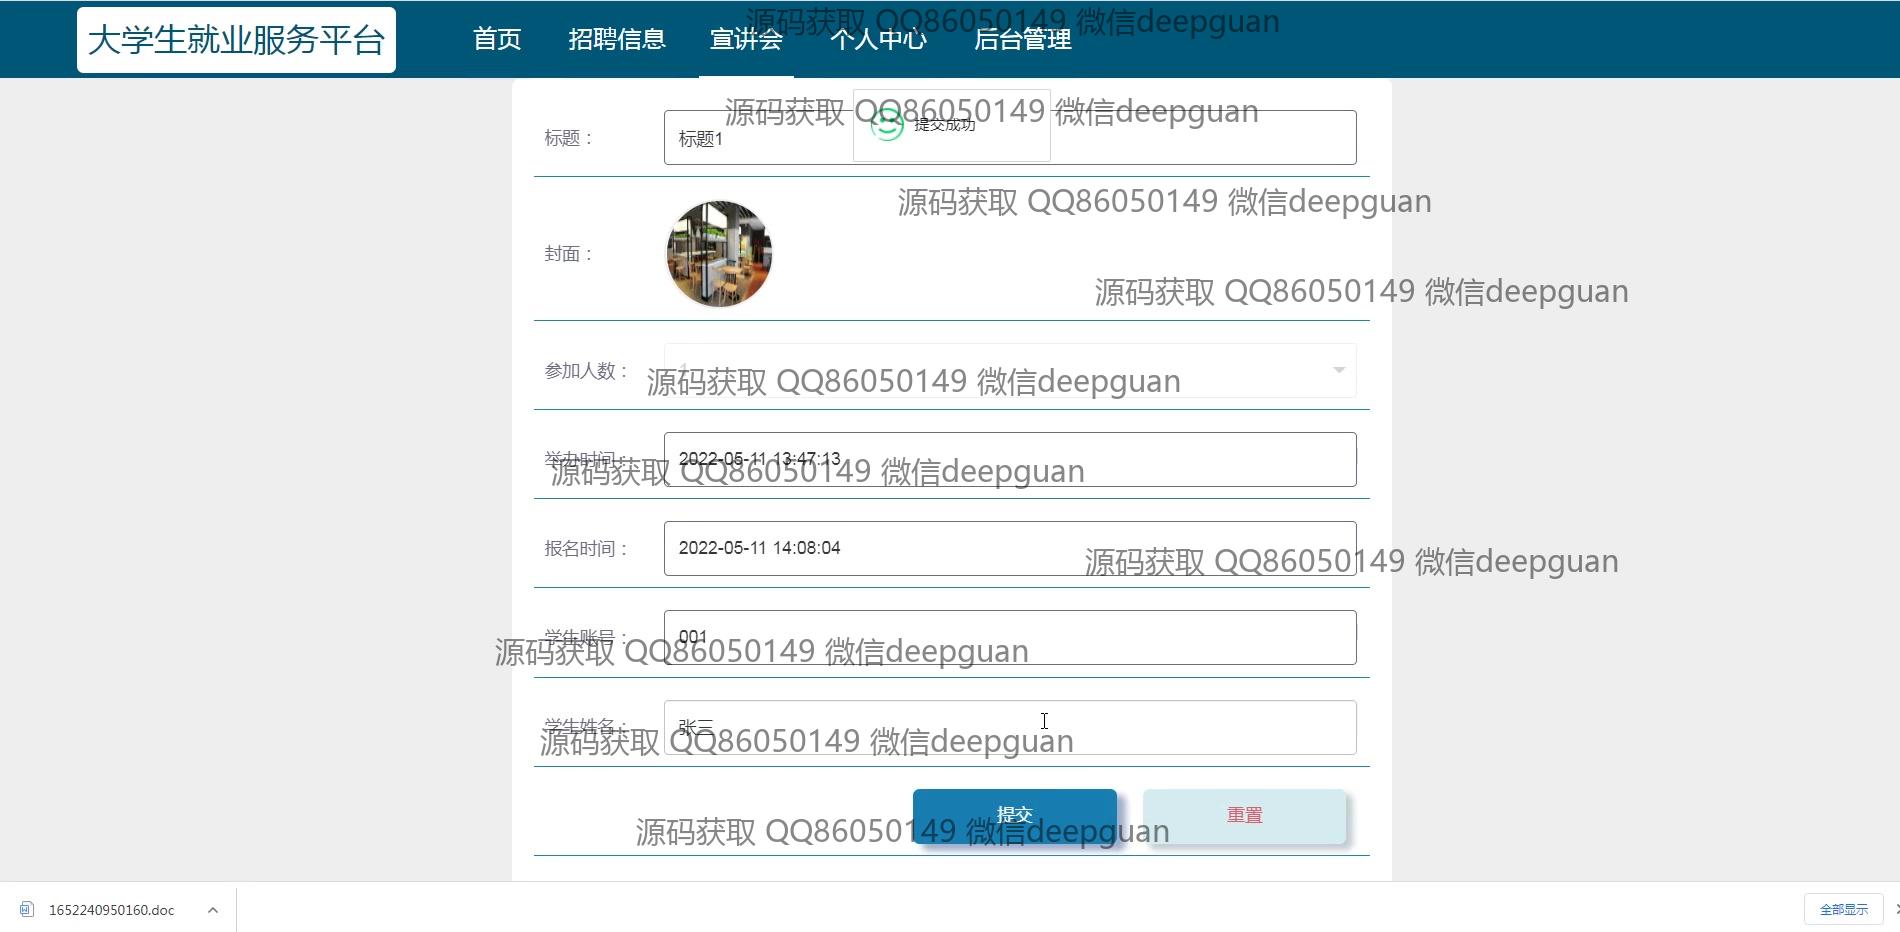 大学生就业服务平台
首页 招聘信息 宣讲会 个人中心 后台管理
源码获取 QQ86050149 微信deepguan
源码获取 QQ86050149 微信deepguan
提交成功
标题： 标题1
源码获取 QQ86050149 微信deepguan
封面：
源码获取 QQ86050149 微信deepguan
参加人数：
源码获取 QQ86050149 微信deepguan
举办时间： 2022-05-11 13:47:13
源码获取 QQ86050149 微信deepguan
报名时间： 2022-05-11 14:08:04
源码获取 QQ86050149 微信deepguan
学生账号： 001
源码获取 QQ86050149 微信deepguan
学生姓名： 张三
源码获取 QQ86050149 微信deepguan
提交 重置
源码获取 QQ86050149 微信deepguan
1652240950160.doc 全部显示